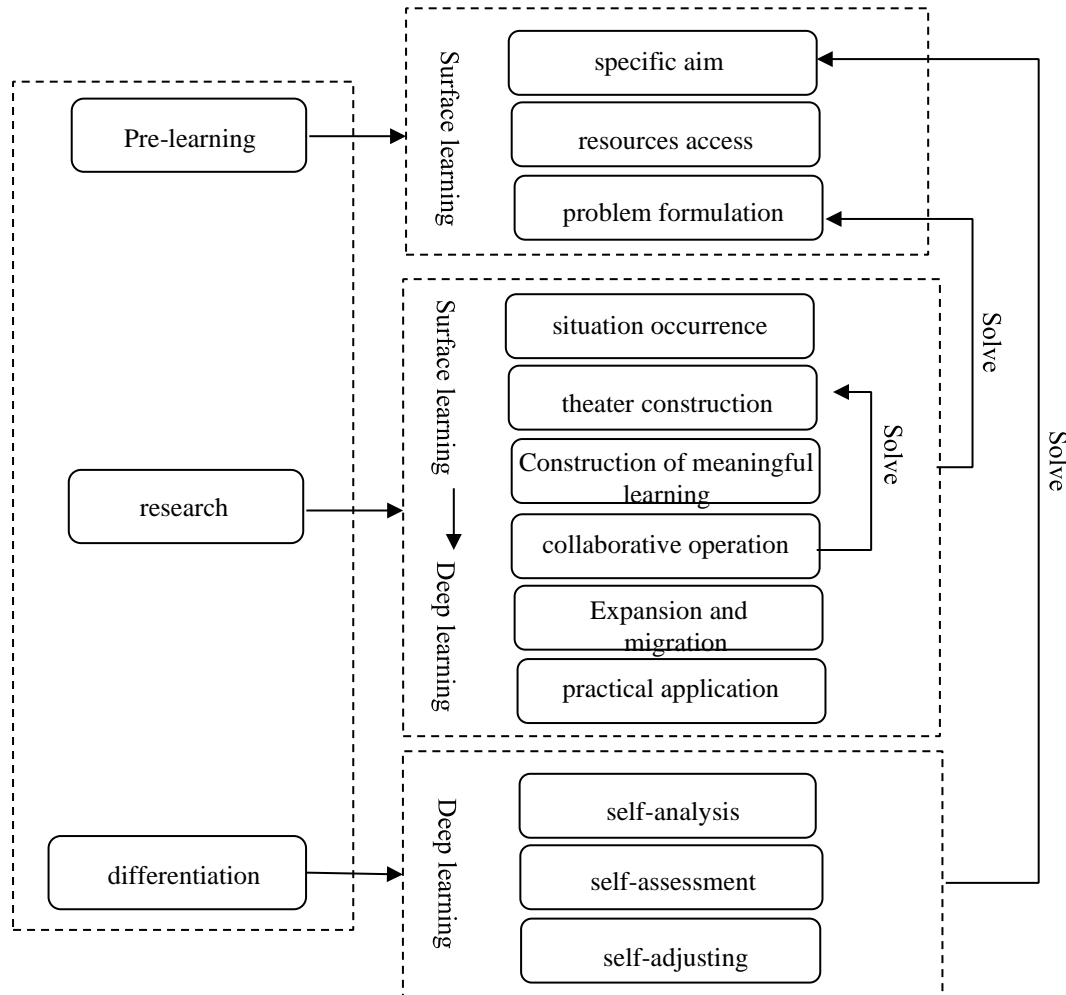 Pre-learning
Surface learning
specific aim
resources access
problem formulation
research
Surface learning
Deep learning
situation occurrence
theater construction
Construction of meaningful
learning
collaborative operation
Expansion and
migration
practical application
Solve
Solve
Solve
differentiation
Deep learning
self-analysis
self-assessment
self-adjusting